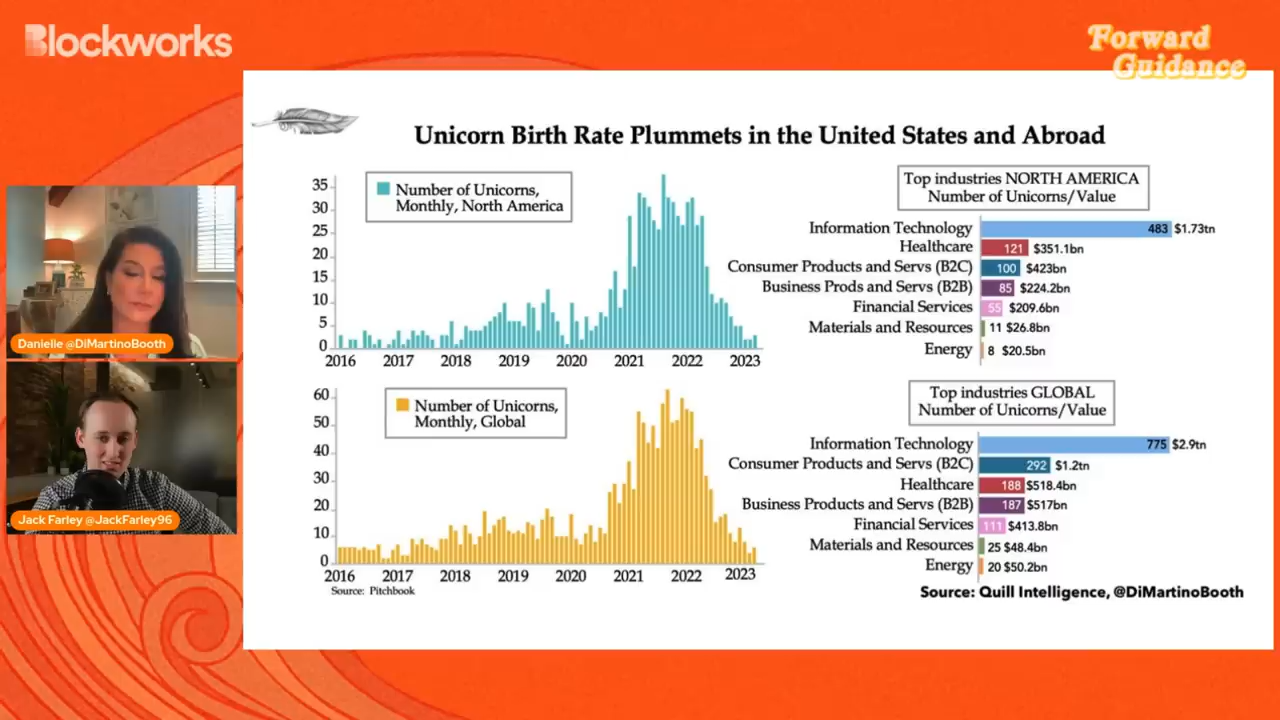 Blockworks
Forward
Guidance
Unicorn Birth Rate Plummets in the United States and Abroad
Number of Unicorns,
Monthly, North America
35
30
25
20
15
10
5
0
2016 2017 2018 2019 2020 2021 2022 2023
Top industries NORTH AMERICA
Number of Unicorns/Value
Information Technology 483 $1.73tn
Healthcare 121 $351.1bn
Consumer Products and Servs (B2C) 100 $423bn
Business Prods and Servs (B2B) 85 $224.2bn
Financial Services 55 $209.6bn
Materials and Resources 11 $26.8bn
Energy 8 $20.5bn
Danielle @DiMartinoBooth
Jack Farley @JackFarley96
Number of Unicorns,
Monthly, Global
60
50
40
30
20
10
0
2016 2017 2018 2019 2020 2021 2022 2023
Source: Pitchbook
Top industries GLOBAL
Number of Unicorns/Value
Information Technology 775 $2.9tn
Consumer Products and Servs (B2C) 292 $1.2tn
Healthcare 188 $518.4bn
Business Products and Servs (B2B) 187 $517bn
Financial Services 111 $413.8bn
Materials and Resources 25 $48.4bn
Energy 20 $50.2bn
Source: Quill Intelligence, @DiMartinoBooth